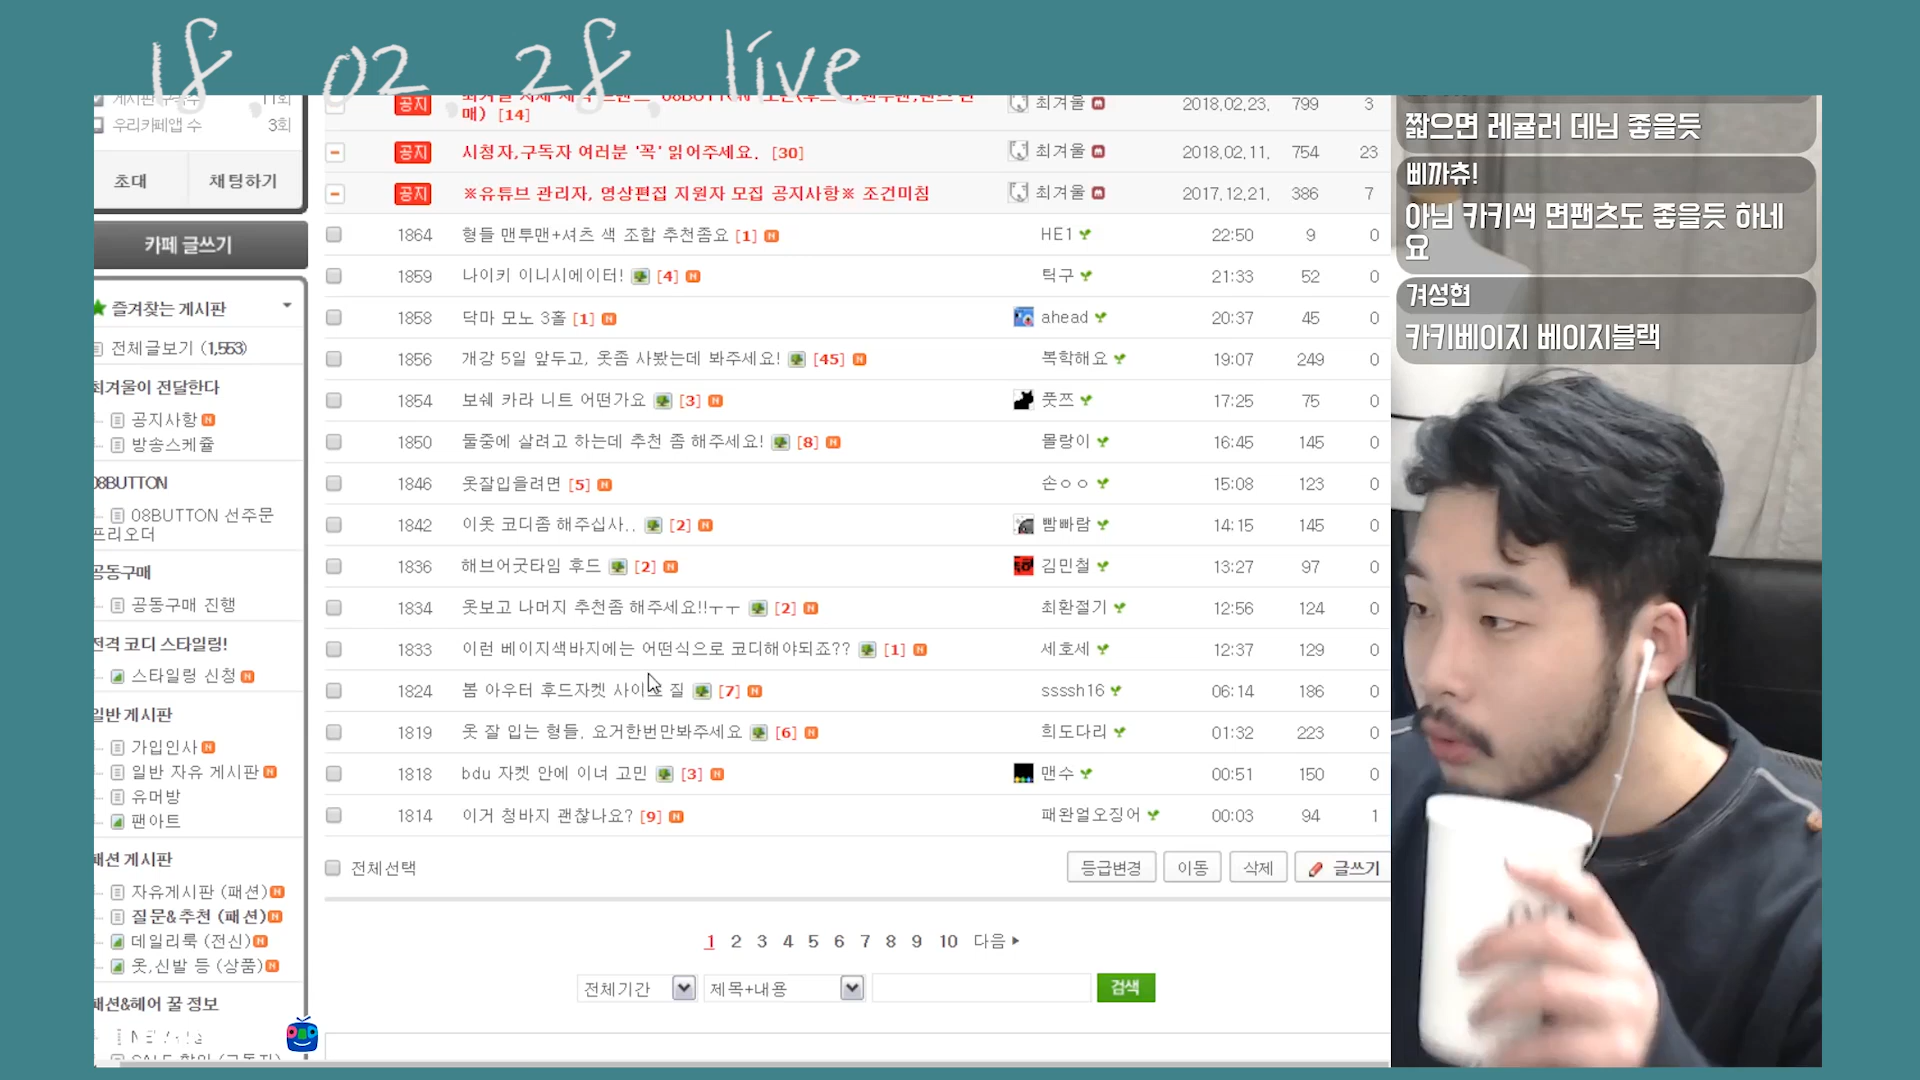 18.02.28.live
게시판 구독수 11회
우리카페앱 수 3회
초대 채팅하기
카페 글쓰기
즐겨찾는 게시판
전체글보기 (1,553)
최겨울이 전달한다
공지사항 N
방송스케쥴
08BUTTON
08BUTTON 선주문
프리오더
공동구매
공동구매 진행
전격 코디 스타일링!
스타일링 신청 N
일반 게시판
가입인사 N
일반 자유 게시판 N
유머방
팬아트
패션 게시판
자유게시판 (패션) N
질문&추천 (패션) N
데일리룩 (전신) N
옷,신발 등 (상품) N
패션&헤어 꿀 정보
공지 매) [14] 최겨울 m 2018.02.23. 799 3
공지 시청자,구독자 여러분 '꼭' 읽어주세요. [30] 최겨울 m 2018.02.11. 754 23
공지 ※유튜브 관리자, 영상편집 지원자 모집 공지사항※ 조건미침 최겨울 m 2017.12.21. 386 7
1864 형들 맨투맨+셔츠 색 조합 추천좀요 [1] N HE1 22:50 9 0
1859 나이키 이니시에이터! [4] N 틱구 21:33 52 0
1858 닥마 모노 3홀 [1] N ahead 20:37 45 0
1856 개강 5일 앞두고, 옷좀 사봤는데 봐주세요! [45] N 복학해요 19:07 249 0
1854 보쉐 카라 니트 어떤가요 [3] N 풋쯔 17:25 75 0
1850 둘중에 살려고 하는데 추천 좀 해주세요! [8] N 몰랑이 16:45 145 0
1846 옷잘입을려면 [5] N 손ㅇㅇ 15:08 123 0
1842 이옷 코디좀 해주십사.. [2] N 빰빠람 14:15 145 0
1836 해브어굿타임 후드 [2] N 김민철 13:27 97 0
1834 옷보고 나머지 추천좀 해주세요!!ㅜㅜ [2] N 최환절기 12:56 124 0
1833 이런 베이지색바지에는 어떤식으로 코디해야되죠?? [1] N 세호세 12:37 129 0
1824 봄 아우터 후드자켓 사이즈 질 [7] N ssssh16 06:14 186 0
1819 옷 잘 입는 형들. 요거한번만봐주세요 [6] N 희도다리 01:32 223 0
1818 bdu 자켓 안에 이너 고민 [3] N 맨수 00:51 150 0
1814 이거 청바지 괜찮나요? [9] N 패완얼오징어 00:03 94 1
전체선택 등급변경 이동 삭제 글쓰기
1 2 3 4 5 6 7 8 9 10 다음
전체기간 제목+내용 검색
짧으면 레귤러 데님 좋을듯
삐까츄!
아님 카키색 면팬츠도 좋을듯 하네
요
겨성현
카키베이지 베이지블랙